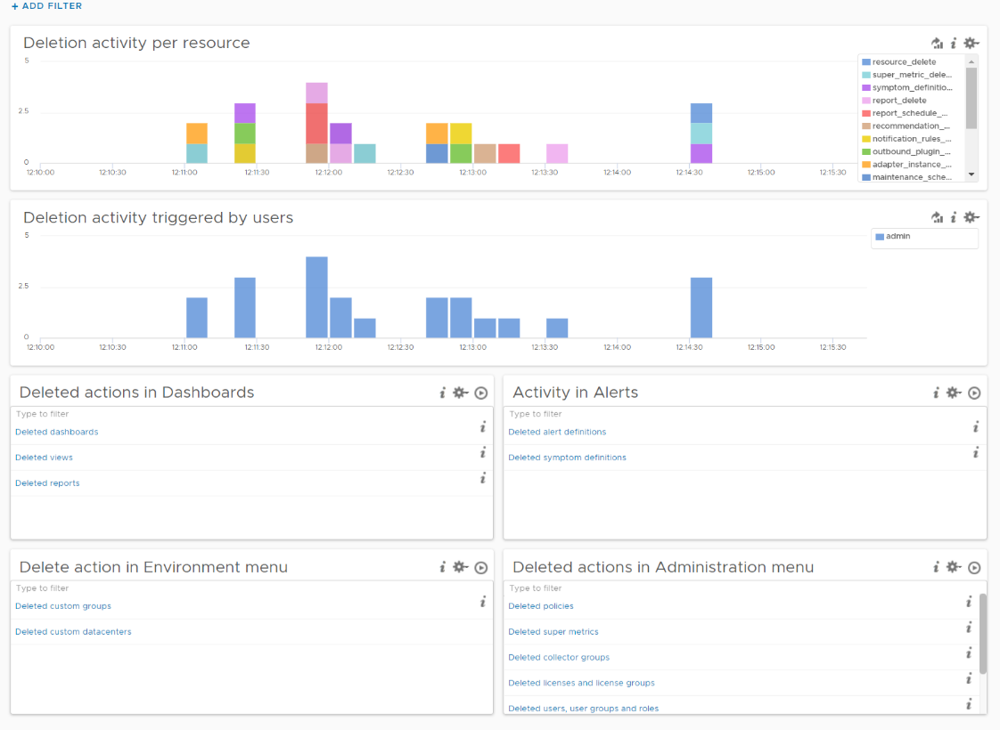 + ADD FILTER
Deletion activity per resource
5
2.5
0
12:10:00 12:10:30 12:11:00 12:11:30 12:12:00 12:12:30 12:13:00 12:13:30 12:14:00 12:14:30 12:15:00 12:15:30
resource_delete
super_metric_dele...
symptom_definitio...
report_delete
report_schedule_...
recommendation_...
notification_rules_...
outbound_plugin_...
adapter_instance_...
maintenance_sche...
Deletion activity triggered by users
5
2.5
0
12:10:00 12:10:30 12:11:00 12:11:30 12:12:00 12:12:30 12:13:00 12:13:30 12:14:00 12:14:30 12:15:00 12:15:30
admin
Deleted actions in Dashboards
Type to filter
Deleted dashboards
Deleted views
Deleted reports
Activity in Alerts
Type to filter
Deleted alert definitions
Deleted symptom definitions
Delete action in Environment menu
Type to filter
Deleted custom groups
Deleted custom datacenters
Deleted actions in Administration menu
Type to filter
Deleted policies
Deleted super metrics
Deleted collector groups
Deleted licenses and license groups
Deleted users, user groups and roles